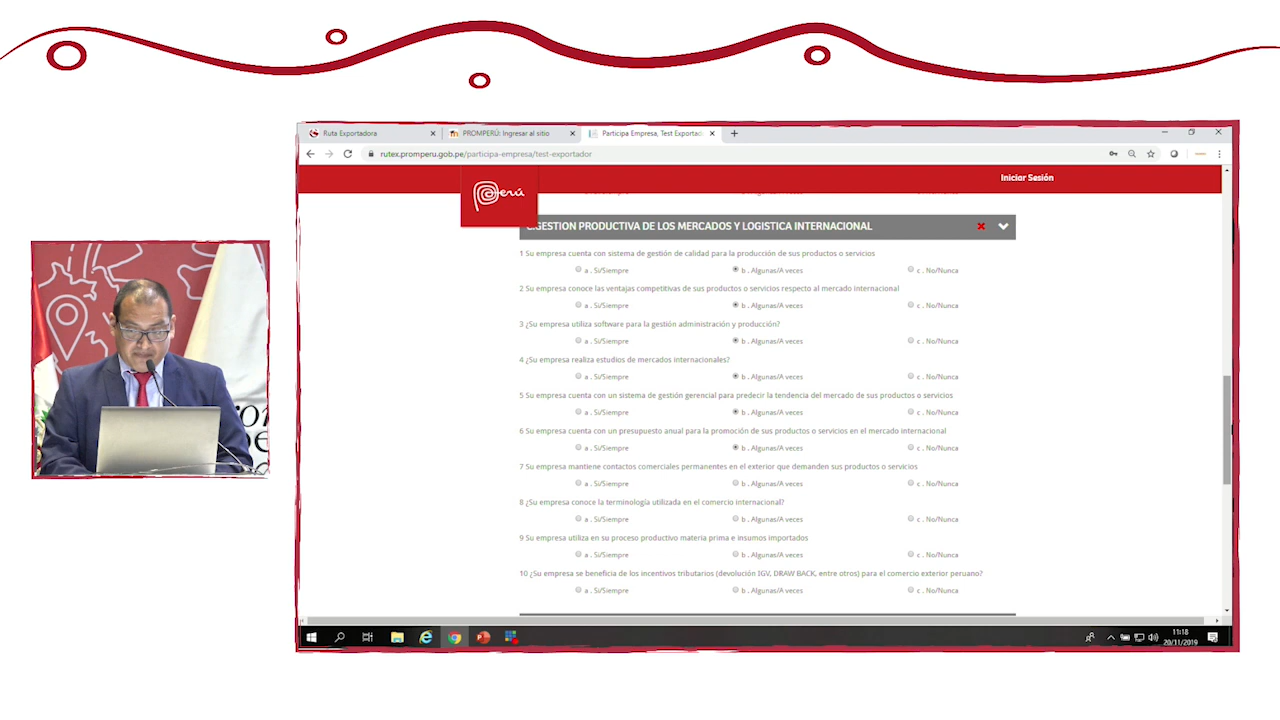 Ruta Exportadora
PROMPERÚ: Ingresar al sitio
Participa Empresa, Test Exportad
rutex.promperu.gob.pe/participa-empresa/test-exportador
Iniciar Sesión
Perú
GESTION PRODUCTIVA DE LOS MERCADOS Y LOGISTICA INTERNACIONAL
1 Su empresa cuenta con sistema de gestión de calidad para la producción de sus productos o servicios
a . Si/Siempre b . Algunas/A veces c . No/Nunca
2 Su empresa conoce las ventajas competitivas de sus productos o servicios respecto al mercado internacional
a . Si/Siempre b . Algunas/A veces c . No/Nunca
3 ¿Su empresa utiliza software para la gestión administración y producción?
a . Si/Siempre b . Algunas/A veces c . No/Nunca
4 ¿Su empresa realiza estudios de mercados internacionales?
a . Si/Siempre b . Algunas/A veces c . No/Nunca
5 Su empresa cuenta con un sistema de gestión gerencial para predecir la tendencia del mercado de sus productos o servicios
a . Si/Siempre b . Algunas/A veces c . No/Nunca
6 Su empresa cuenta con un presupuesto anual para la promoción de sus productos o servicios en el mercado internacional
a . Si/Siempre b . Algunas/A veces c . No/Nunca
7 Su empresa mantiene contactos comerciales permanentes en el exterior que demanden sus productos o servicios
a . Si/Siempre b . Algunas/A veces c . No/Nunca
8 ¿Su empresa conoce la terminología utilizada en el comercio internacional?
a . Si/Siempre b . Algunas/A veces c . No/Nunca
9 Su empresa utiliza en su proceso productivo materia prima e insumos importados
a . Si/Siempre b . Algunas/A veces c . No/Nunca
10 ¿Su empresa se beneficia de los incentivos tributarios (devolución IGV, DRAW BACK, entre otros) para el comercio exterior peruano?
a . Si/Siempre b . Algunas/A veces c . No/Nunca
11:18
20/11/2019